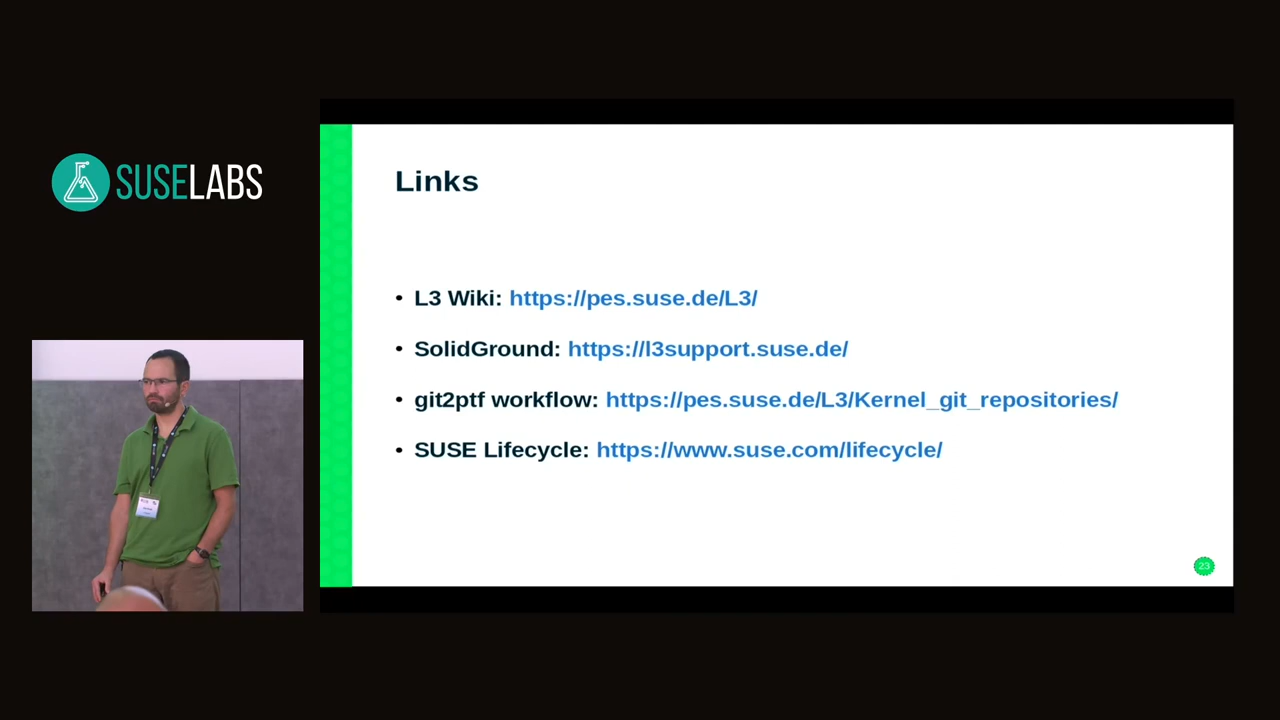 SUSELABS
Links
• L3 Wiki: https://pes.suse.de/L3/
• SolidGround: https://l3support.suse.de/
• git2ptf workflow: https://pes.suse.de/L3/Kernel_git_repositories/
• SUSE Lifecycle: https://www.suse.com/lifecycle/
23